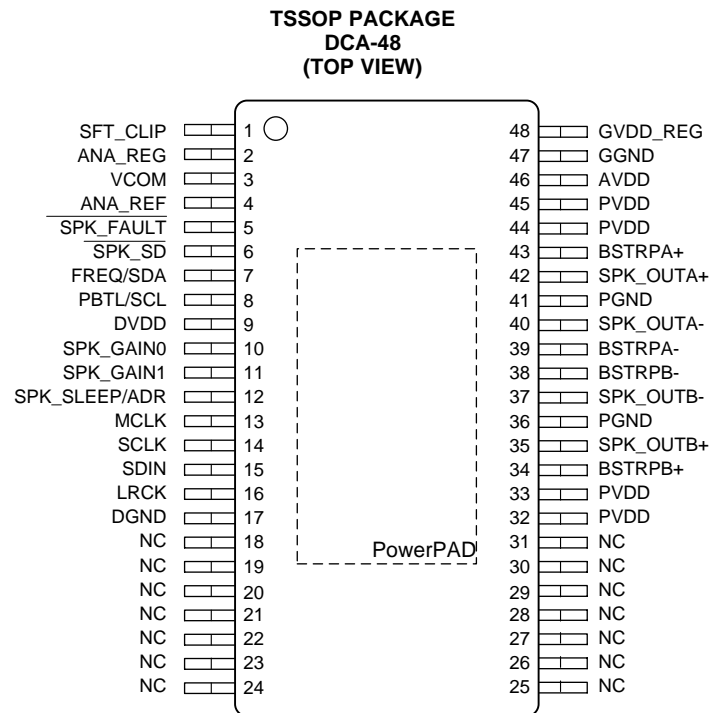 TSSOP PACKAGE
DCA-48
(TOP VIEW)
SFT_CLIP 1 48 GVDD_REG
ANA_REG 2 47 GGND
VCOM 3 46 AVDD
ANA_REF 4 45 PVDD
SPK_FAULT 5 44 PVDD
SPK_SD 6 43 BSTRPA+
FREQ/SDA 7 42 SPK_OUTA+
PBTL/SCL 8 41 PGND
DVDD 9 40 SPK_OUTA-
SPK_GAIN0 10 39 BSTRPA-
SPK_GAIN1 11 38 BSTRPB-
SPK_SLEEP/ADR 12 37 SPK_OUTB-
MCLK 13 36 PGND
SCLK 14 35 SPK_OUTB+
SDIN 15 34 BSTRPB+
LRCK 16 33 PVDD
DGND 17 32 PVDD
NC 18 PowerPAD 31 NC
NC 19 30 NC
NC 20 29 NC
NC 21 28 NC
NC 22 27 NC
NC 23 26 NC
NC 24 25 NC